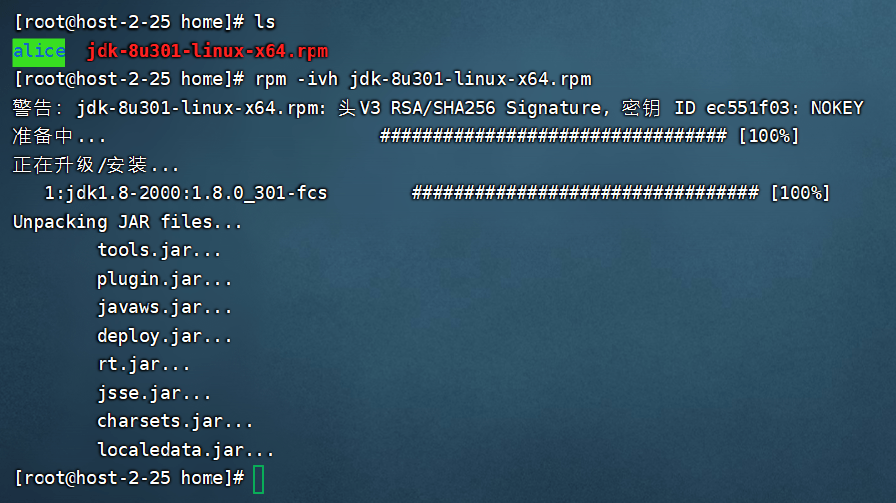 [root@host-2-25 home]# ls
alice  jdk-8u301-linux-x64.rpm
[root@host-2-25 home]# rpm -ivh jdk-8u301-linux-x64.rpm
警告：jdk-8u301-linux-x64.rpm: 头V3 RSA/SHA256 Signature, 密钥 ID ec551f03: NOKEY
准备中...                          ################################# [100%]
正在升级/安装...
   1:jdk1.8-2000:1.8.0_301-fcs        ################################# [100%]
Unpacking JAR files...
        tools.jar...
        plugin.jar...
        javaws.jar...
        deploy.jar...
        rt.jar...
        jsse.jar...
        charsets.jar...
        localedata.jar...
[root@host-2-25 home]#